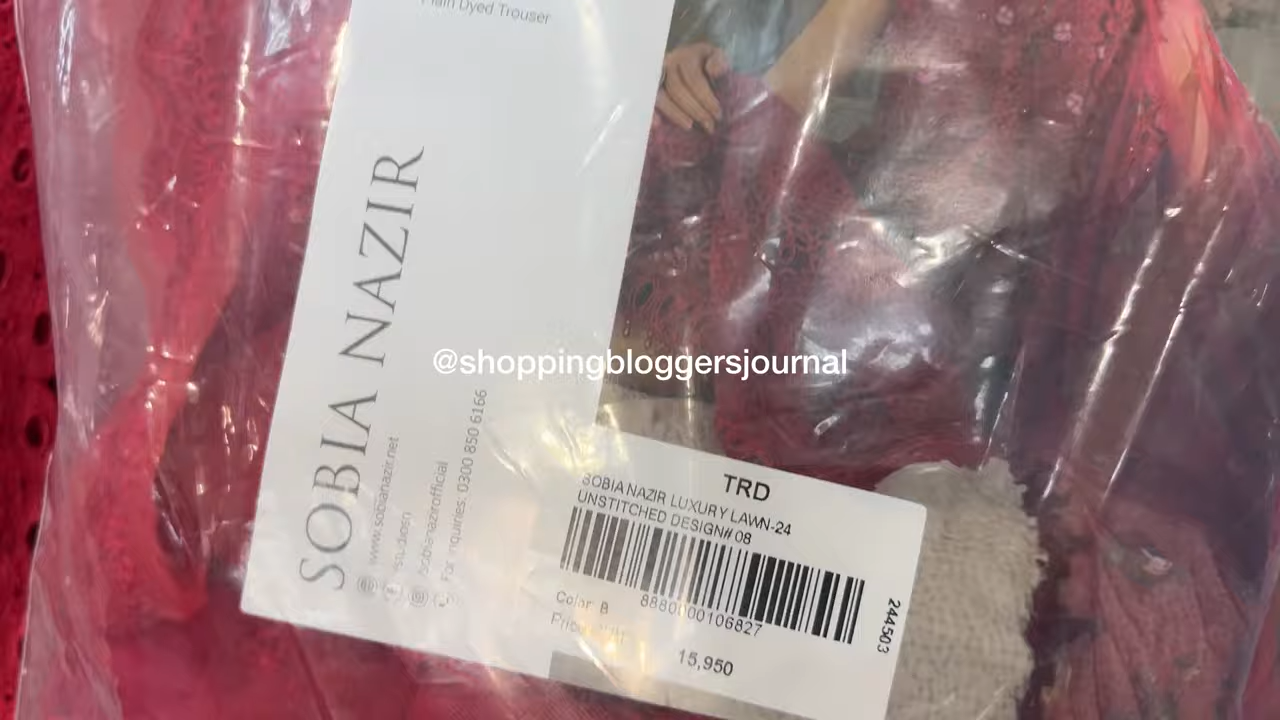 Plain Dyed Trouser
SOBIA NAZIR
www.sobianazir.net
sobianazirofficial
For inquiries: 0300 850 6166
@shoppingbloggersjournal
TRD
SOBIA NAZIR LUXURY LAWN-24
UNSTITCHED DESIGN# 08
Color: B
8880000106827
15,950
244503